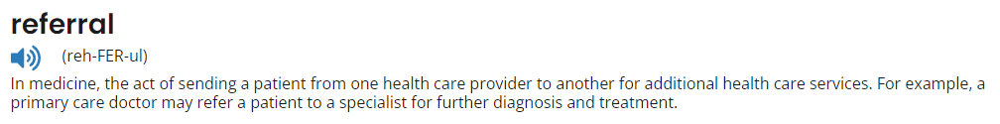 referral
(reh-FER-ul)
In medicine, the act of sending a patient from one health care provider to another for additional health care services. For example, a
primary care doctor may refer a patient to a specialist for further diagnosis and treatment.